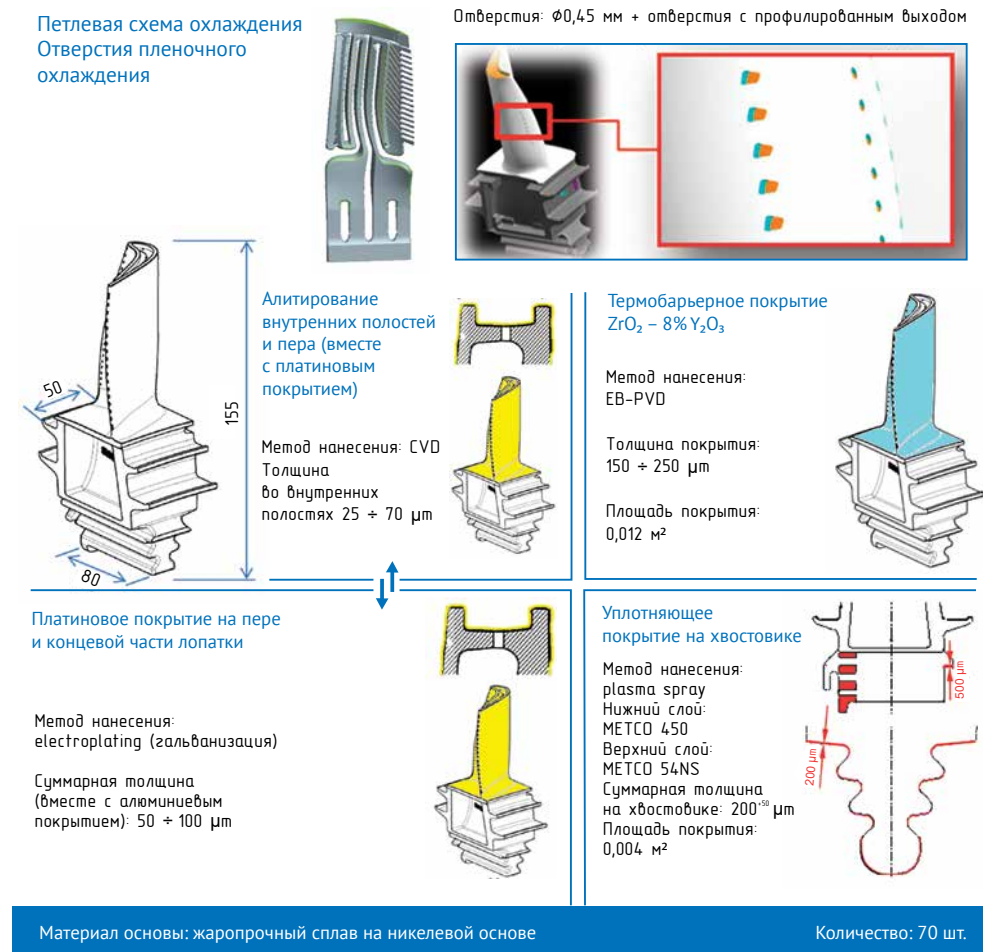 Петлевая схема охлаждения
Отверстия пленочного
охлаждения
Отверстия: Ø0,45 мм + отверстия с профилированным выходом
50
155
80
Алитирование
внутренних полостей
и пера (вместе
с платиновым
покрытием)
Метод нанесения: CVD
Толщина
во внутренних
полостях 25 ÷ 70 μm
Термобарьерное покрытие
ZrO₂ – 8% Y₂O₃
Метод нанесения:
EB-PVD
Толщина покрытия:
150 ÷ 250 μm
Площадь покрытия:
0,012 м²
Платиновое покрытие на пере
и концевой части лопатки
Метод нанесения:
electroplating (гальванизация)
Суммарная толщина
(вместе с алюминиевым
покрытием): 50 ÷ 100 μm
Уплотняющее
покрытие на хвостовике
Метод нанесения:
plasma spray
Нижний слой:
METCO 450
Верхний слой:
METCO 54NS
Суммарная толщина
на хвостовике: 200⁺⁵⁰ μm
Площадь покрытия:
0,004 м²
500 μm
200 μm
Материал основы: жаропрочный сплав на никелевой основе
Количество: 70 шт.